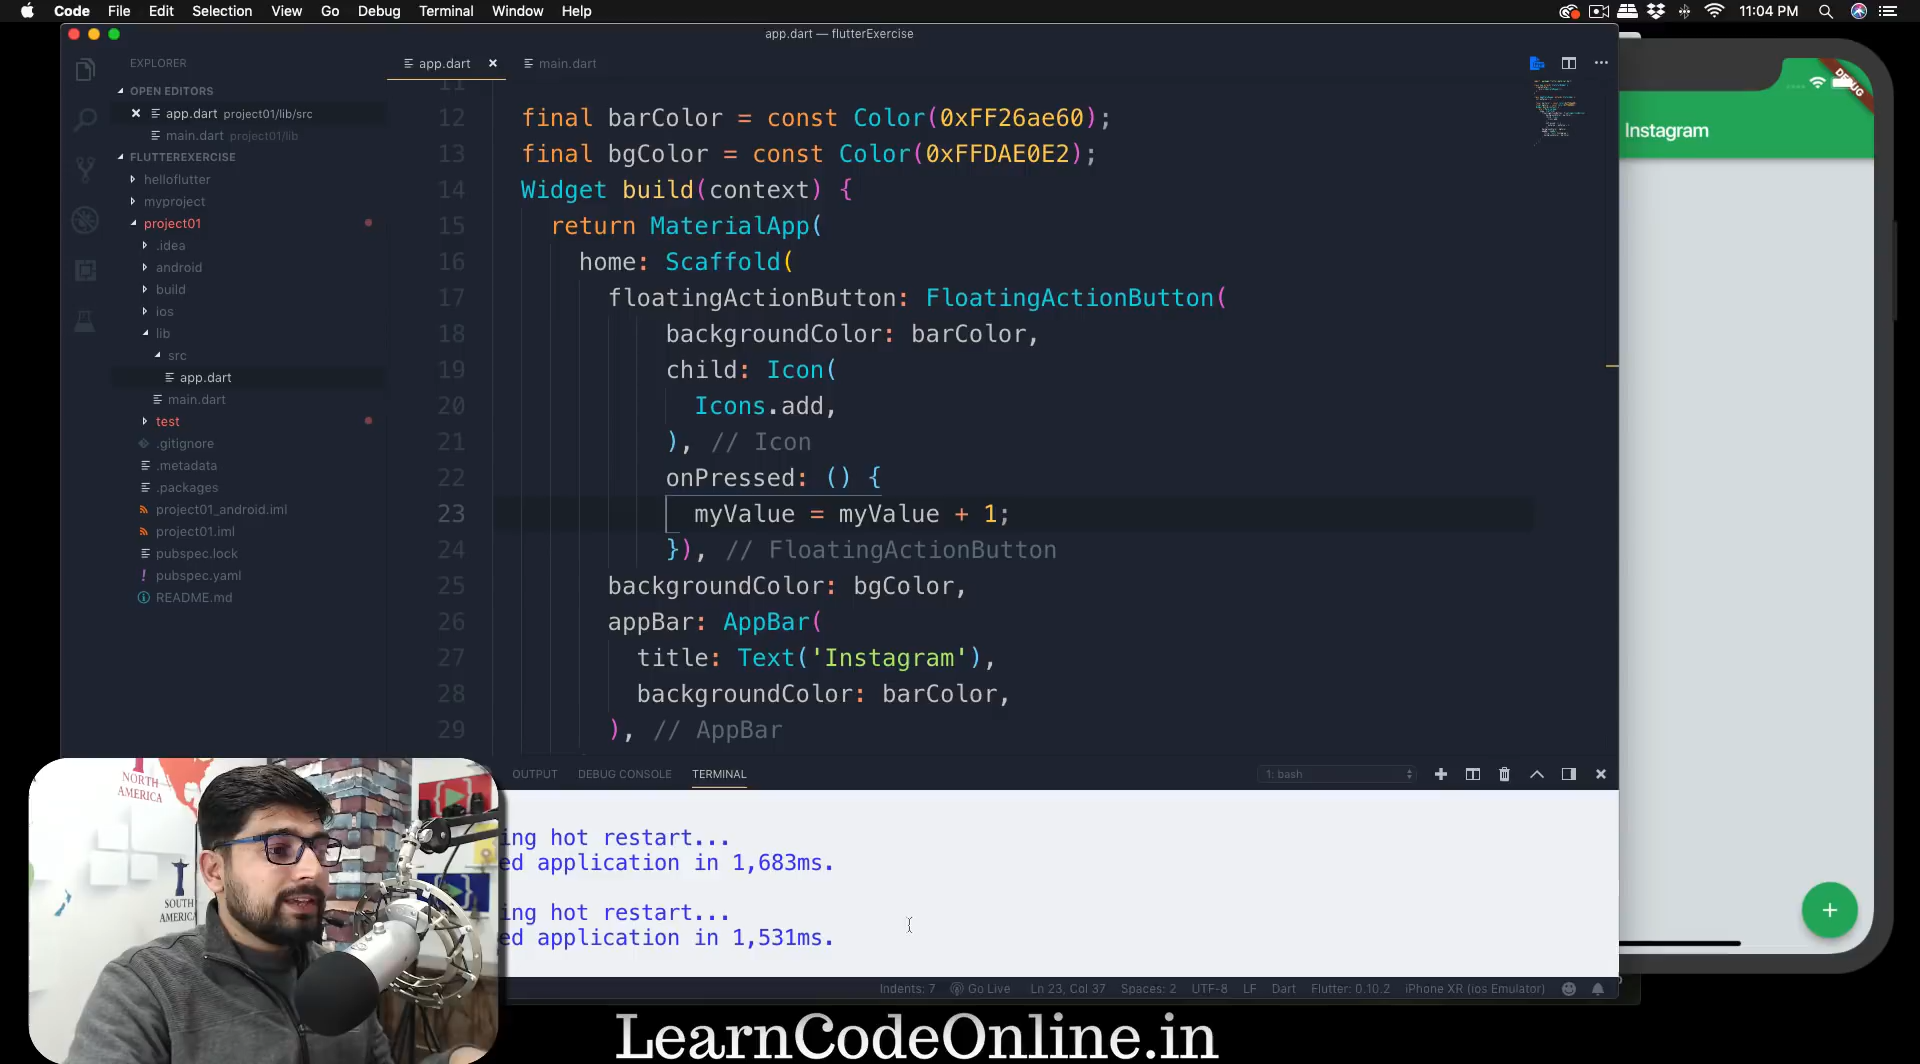 Code File Edit Selection View Go Debug Terminal Window Help
11:04 PM
app.dart — flutterExercise
EXPLORER
OPEN EDITORS
app.dart project01/lib/src
main.dart project01/lib
FLUTTEREXERCISE
helloflutter
myproject
project01
.idea
android
build
ios
lib
src
app.dart
main.dart
test
.gitignore
.metadata
.packages
project01_android.iml
project01.iml
pubspec.lock
! pubspec.yaml
README.md
app.dart main.dart
11
12 final barColor = const Color(0xFF26ae60);
13 final bgColor = const Color(0xFFDAE0E2);
14 Widget build(context) {
15 return MaterialApp(
16 home: Scaffold(
17 floatingActionButton: FloatingActionButton(
18 backgroundColor: barColor,
19 child: Icon(
20 Icons.add,
21 ), // Icon
22 onPressed: () {
23 myValue = myValue + 1;
24 }), // FloatingActionButton
25 backgroundColor: bgColor,
26 appBar: AppBar(
27 title: Text('Instagram'),
28 backgroundColor: barColor,
29 ), // AppBar
OUTPUT DEBUG CONSOLE TERMINAL
1: bash
ing hot restart...
ed application in 1,683ms.
ing hot restart...
ed application in 1,531ms.
Indents: 7 Go Live Ln 23, Col 37 Spaces: 2 UTF-8 LF Dart Flutter: 0.10.2 iPhone XR (ios Emulator)
DEBUG
Instagram
+
NORTH
AMERICA
SOUTH
AMERICA
LearnCodeOnline.in